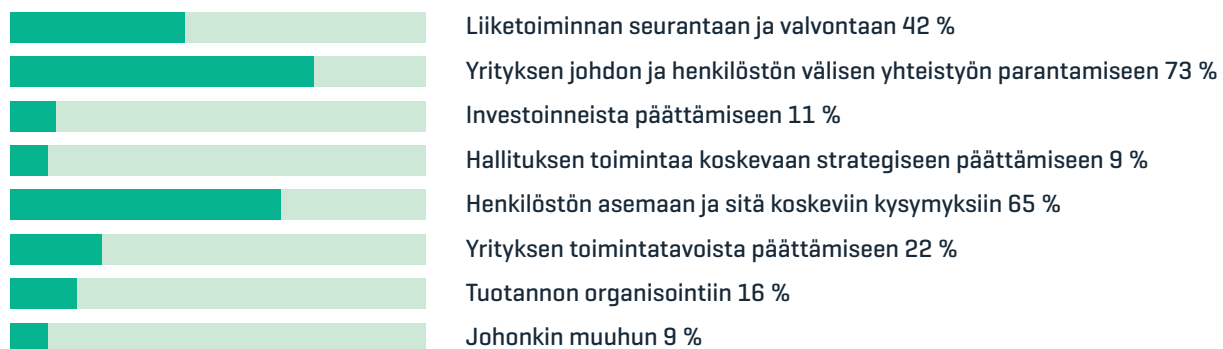 Liiketoiminnan seurantaan ja valvontaan 42 %
Yrityksen johdon ja henkilöstön välisen yhteistyön parantamiseen 73 %
Investoinneista päättämiseen 11 %
Hallituksen toimintaa koskevaan strategiseen päättämiseen 9 %
Henkilöstön asemaan ja sitä koskeviin kysymyksiin 65 %
Yrityksen toimintatavoista päättämiseen 22 %
Tuotannon organisointiin 16 %
Johonkin muuhun 9 %